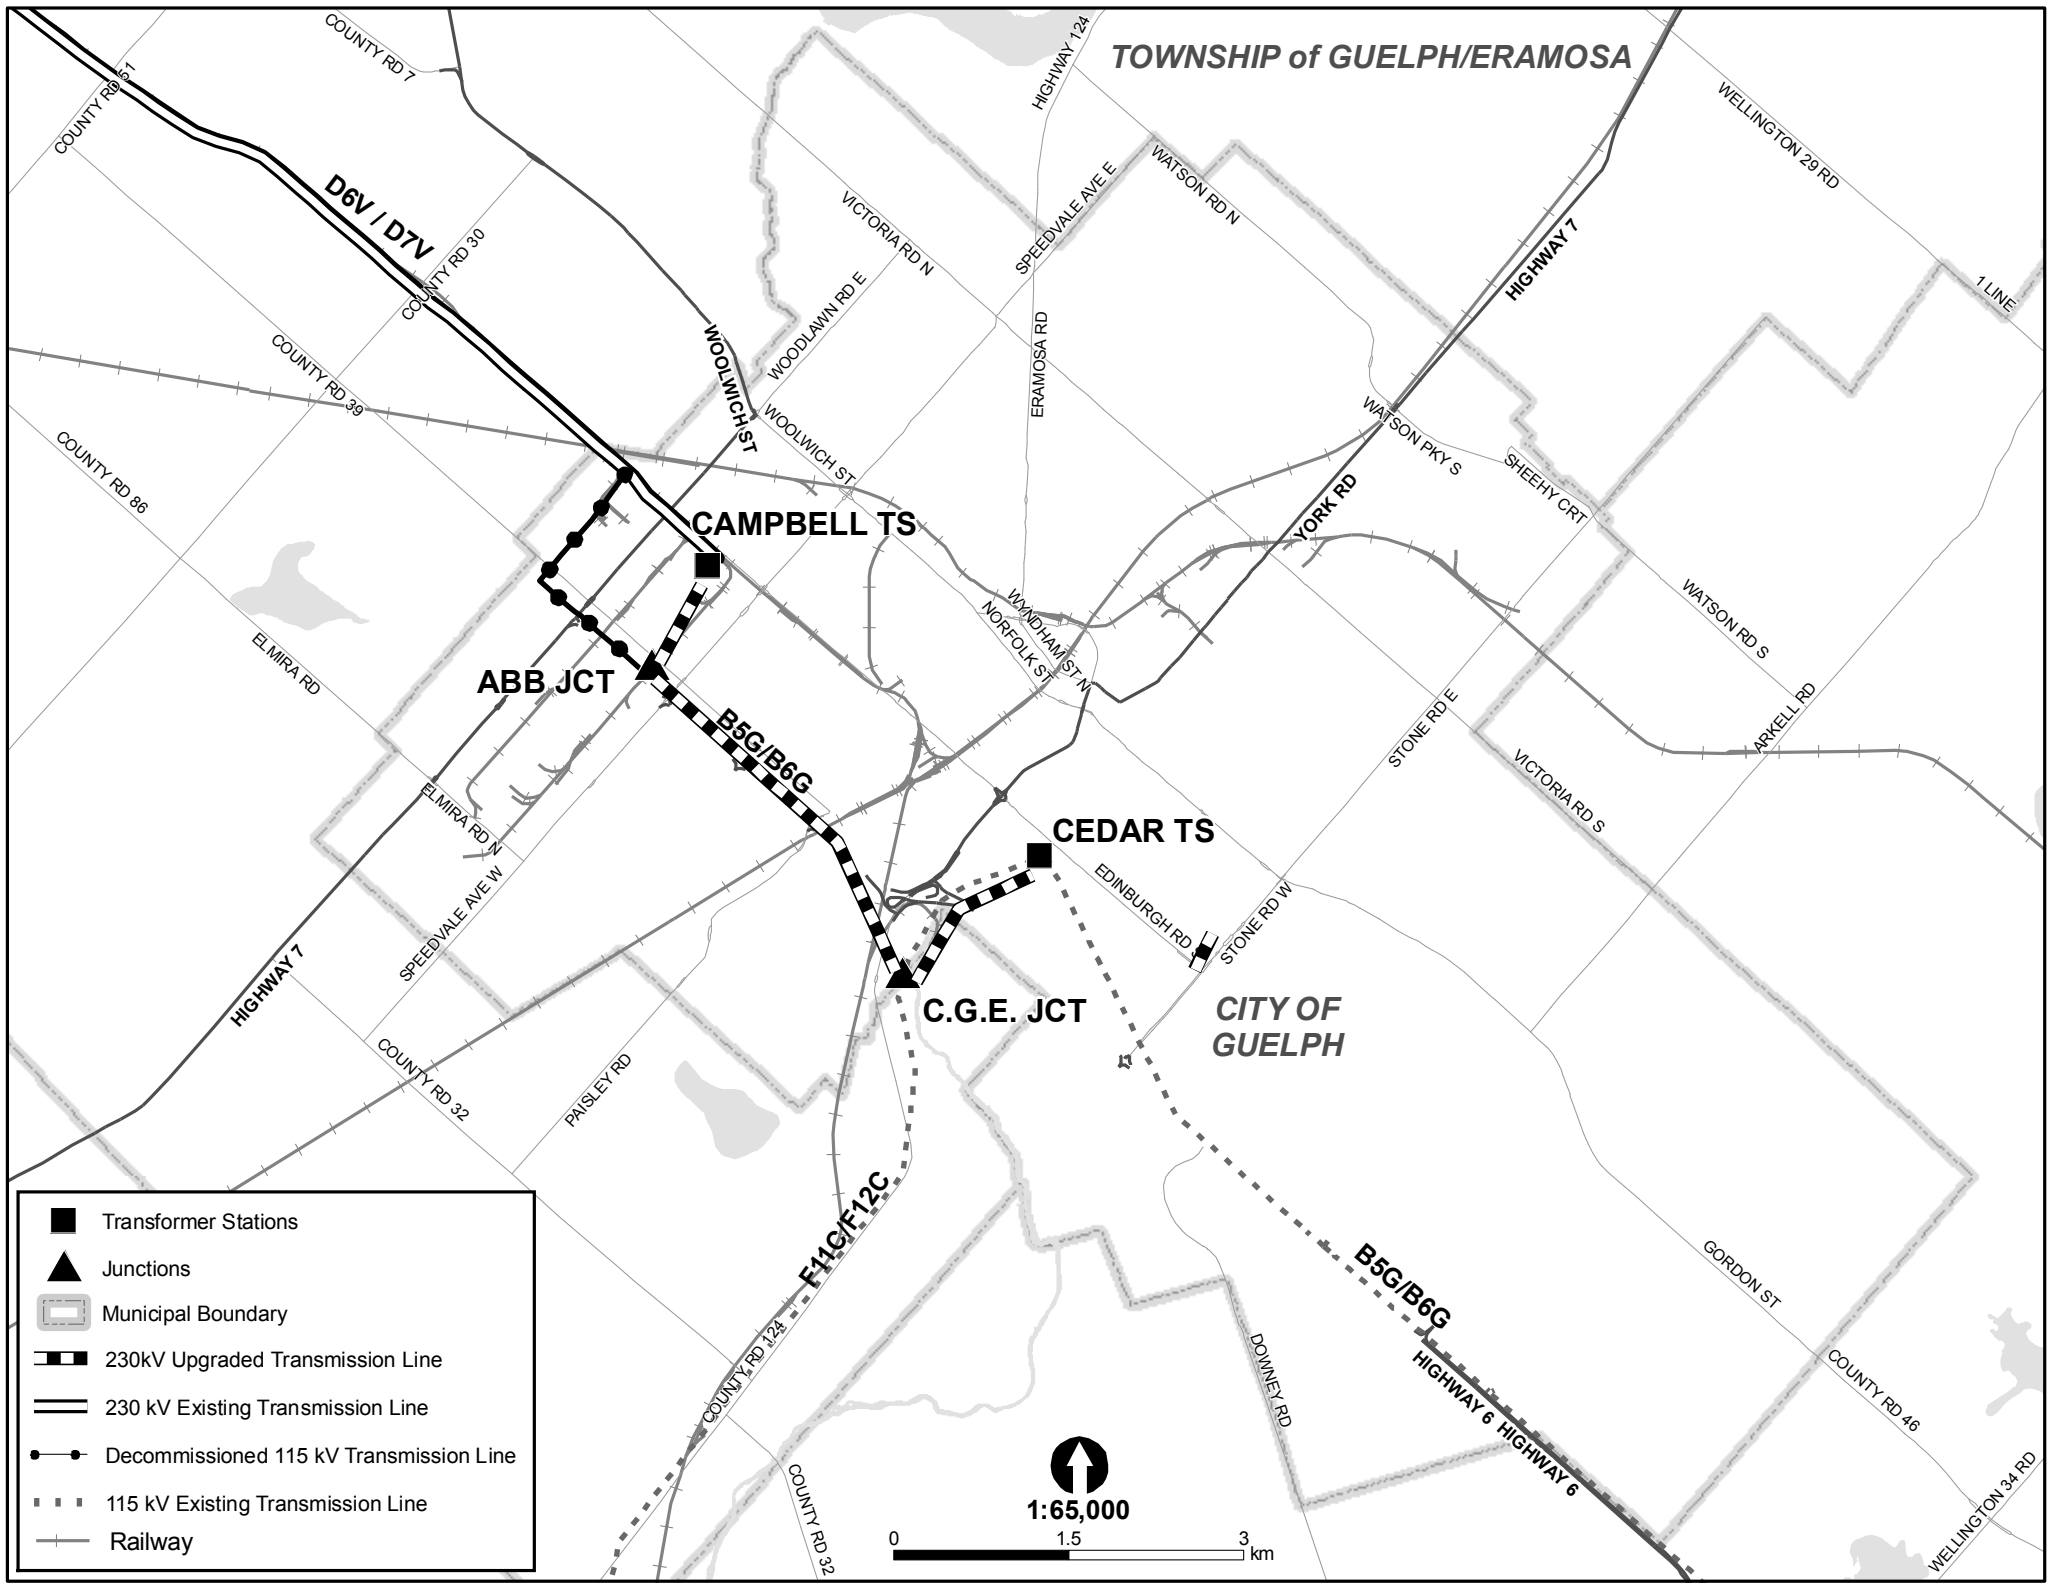 TOWNSHIP of GUELPH/ERAMOSA
COUNTY RD 7
HIGHWAY 124
COUNTY RD 51
WELLINGTON 29 RD
WATSON RD N
SPEEDVALE AVE E
D6V / D7V
VICTORIA RD N
COUNTY RD 30
HIGHWAY 7
1 LINE
WOODLAWN RD E
ERAMOSA RD
COUNTY RD 39
WOOLWICH ST
WOOLWICH ST
WATSON PKY S
COUNTY RD 86
SHEEHY CRT
YORK RD
CAMPBELL TS
WYNDHAM ST N
NORFOLK ST
WATSON RD S
ELMIRA RD
ABB JCT
B5G/B6G
STONE RD E
ARKELL RD
VICTORIA RD S
ELMIRA RD N
CEDAR TS
EDINBURGH RD S
STONE RD W
SPEEDVALE AVE W
HIGHWAY 7
C.G.E. JCT
CITY OF
GUELPH
COUNTY RD 32
PAISLEY RD
F11C/F12C
B5G/B6G
GORDON ST
COUNTY RD 124
DOWNEY RD
HIGHWAY 6
HIGHWAY 6
COUNTY RD 46
COUNTY RD 32
WELLINGTON 34 RD
Transformer Stations
Junctions
Municipal Boundary
230kV Upgraded Transmission Line
230 kV Existing Transmission Line
Decommissioned 115 kV Transmission Line
115 kV Existing Transmission Line
Railway
1:65,000
0 1.5 3
km